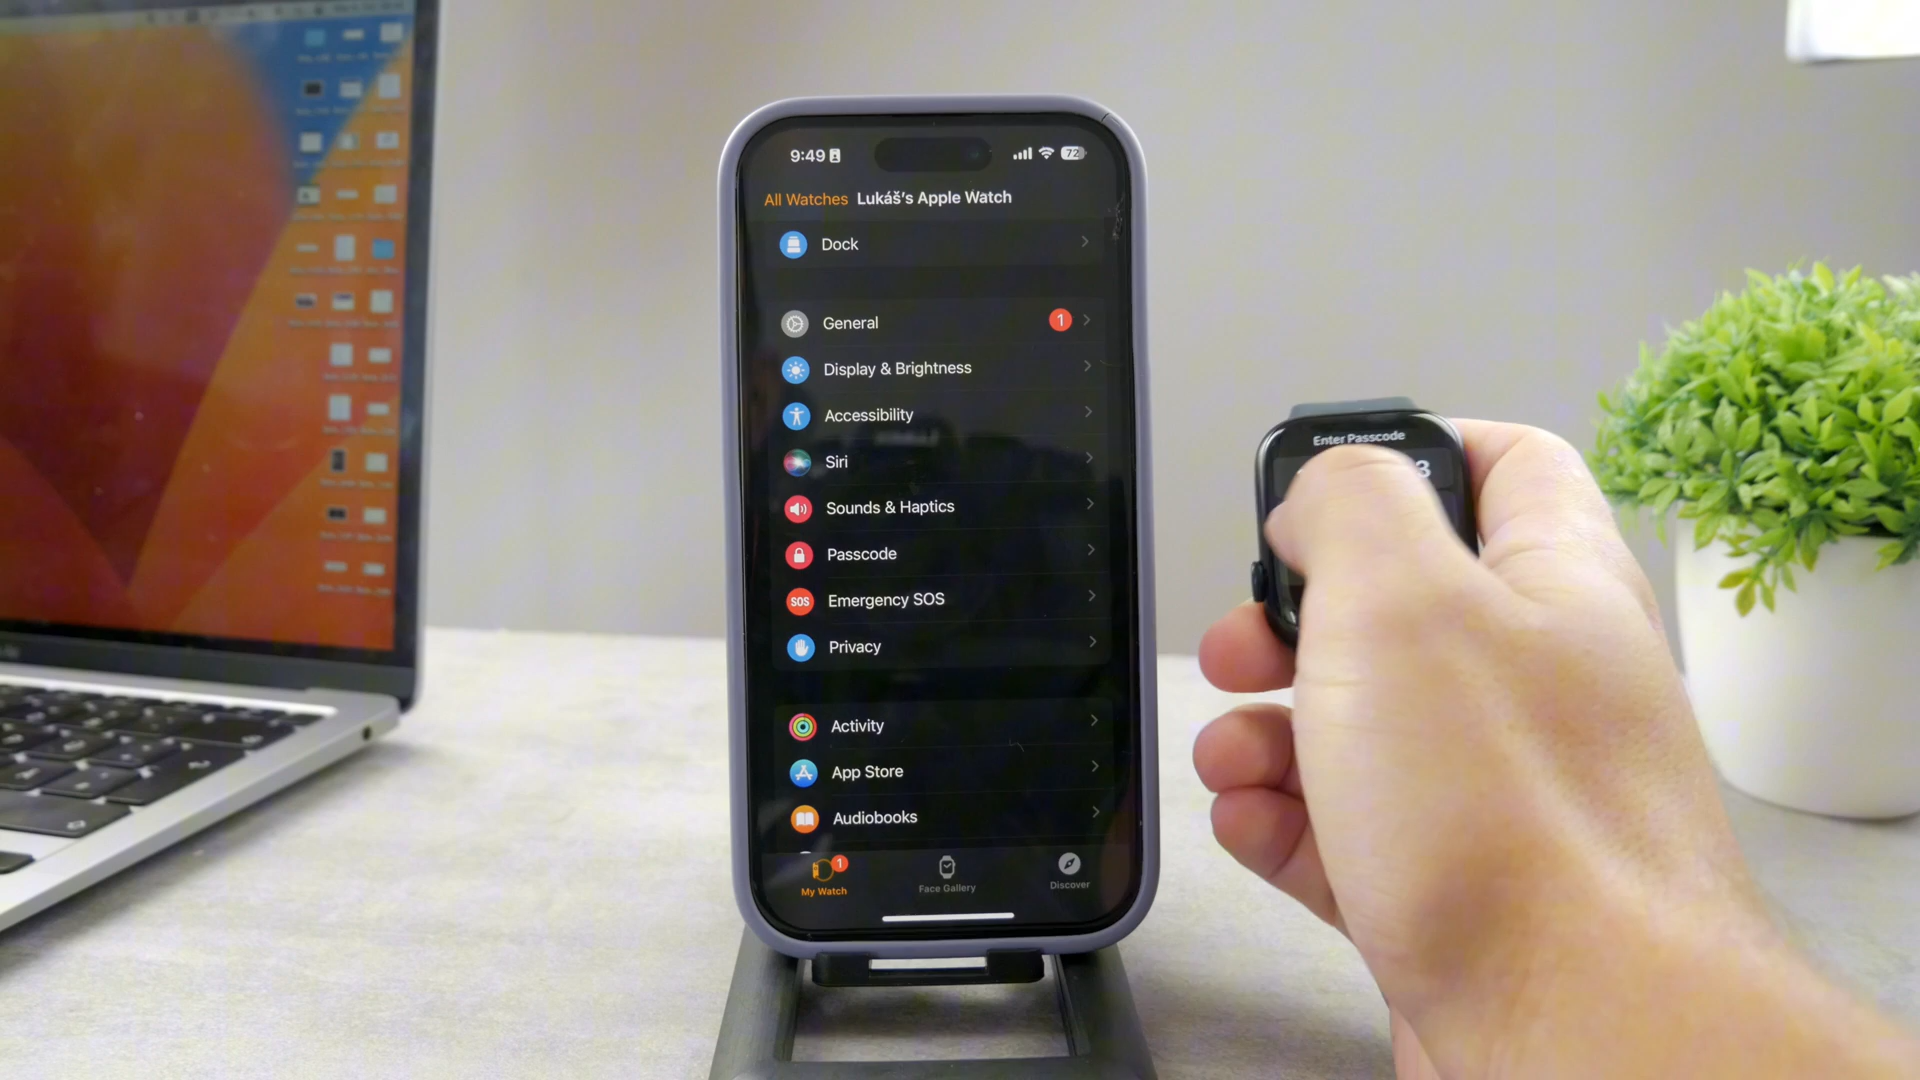 9:49
72
All Watches Lukáš's Apple Watch
Dock
General 1
Display & Brightness
Accessibility
Siri
Sounds & Haptics
Passcode
SOS Emergency SOS
Privacy
Activity
App Store
Audiobooks
1
My Watch
Face Gallery
Discover
Enter Passcode
3